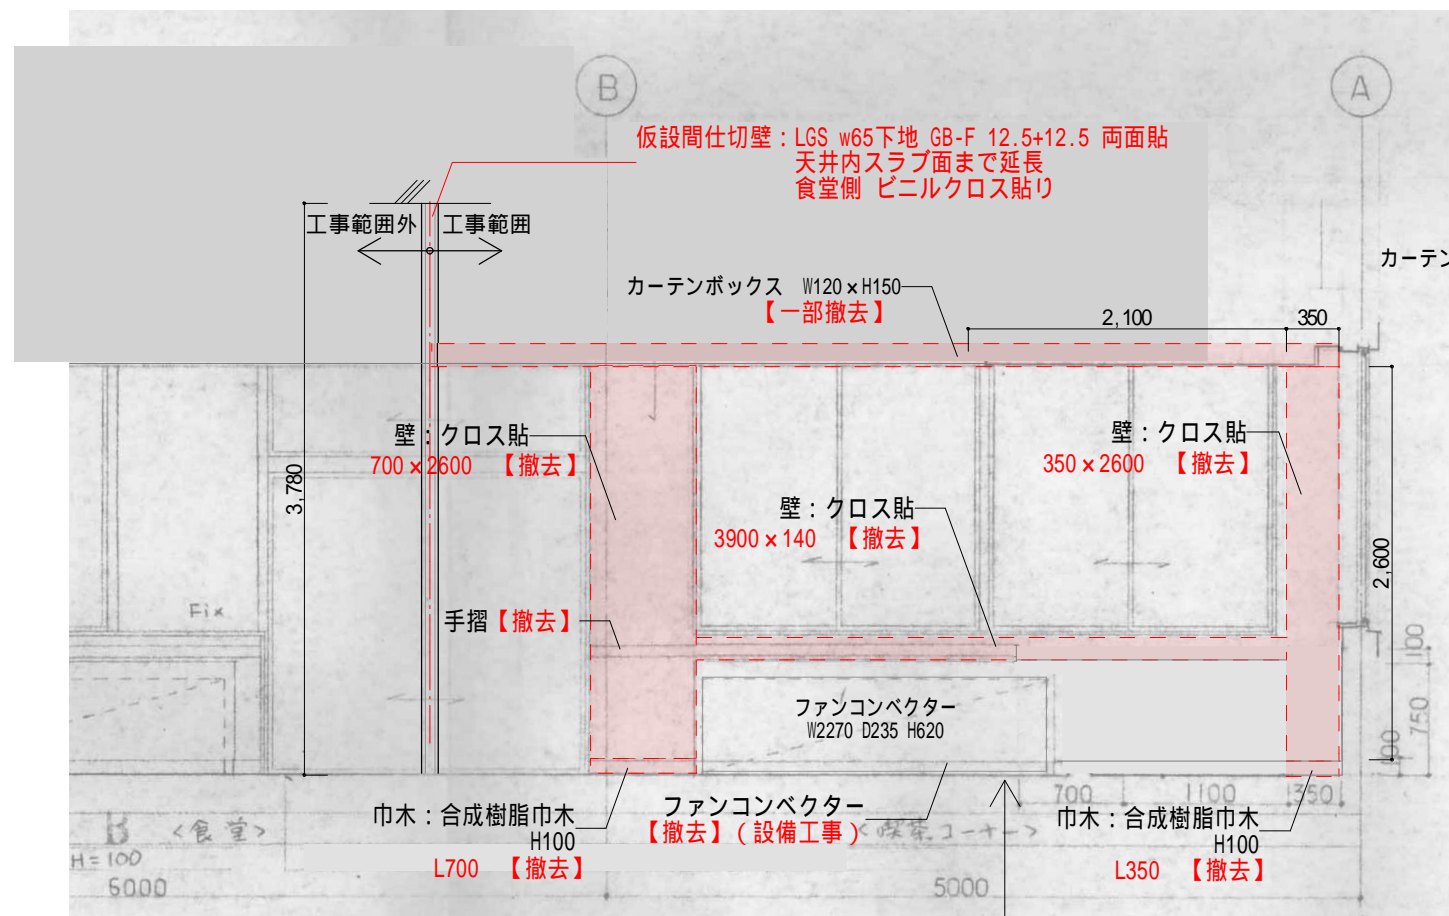 B
A
仮設間仕切壁：LGS w65下地 GB-F 12.5+12.5 両面貼
天井内スラブ面まで延長
食堂側 ビニルクロス貼り
工事範囲外
工事範囲
カーテン
カーテンボックス W120×H150
【一部撤去】
2,100
350
壁：クロス貼
700×2600 【撤去】
壁：クロス貼
350×2600 【撤去】
3,780
壁：クロス貼
3900×140 【撤去】
2,600
Fix
手摺【撤去】
100
750
ファンコンベクター
W2270 D235 H620
700
1100
350
巾木：合成樹脂巾木
H100
L700 【撤去】
ファンコンベクター
【撤去】(設備工事)
巾木：合成樹脂巾木
H100
L350 【撤去】
B <食堂>
<喫茶コーナー>
H=100
5000